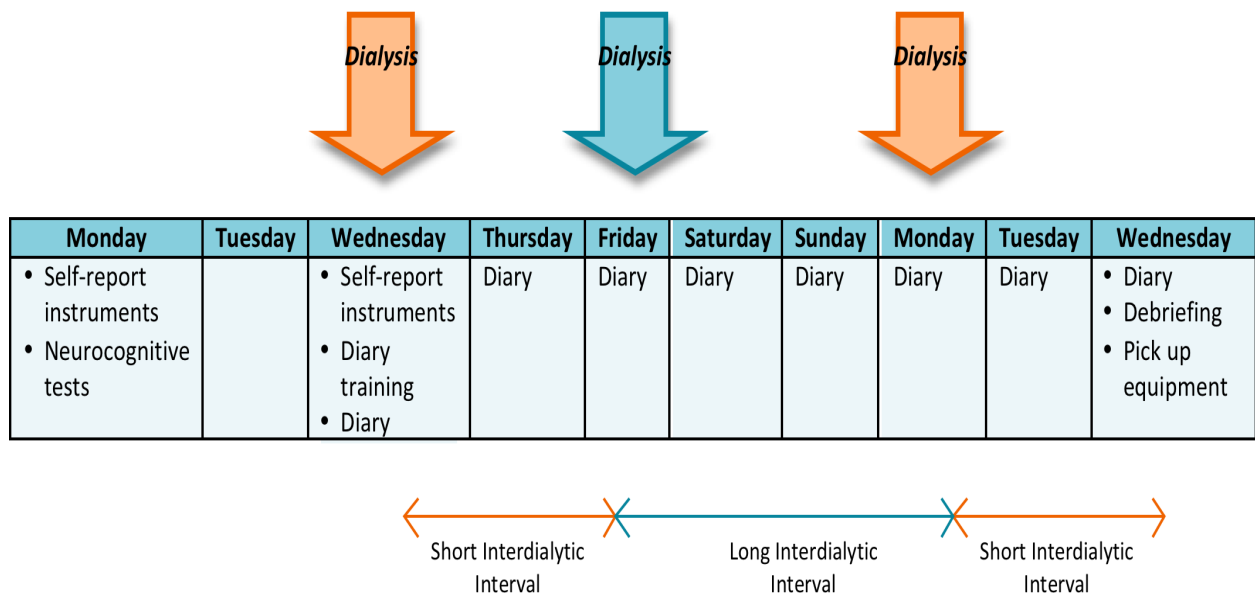 Dialysis Dialysis Dialysis
Monday Tuesday Wednesday Thursday Friday Saturday Sunday Monday Tuesday Wednesday
• Self-report
instruments
• Neurocognitive
tests
• Self-report
instruments
• Diary
training
• Diary
Diary
Diary
Diary
Diary
Diary
Diary
• Diary
• Debriefing
• Pick up
equipment
Short Interdialytic
Interval
Long Interdialytic
Interval
Short Interdialytic
Interval